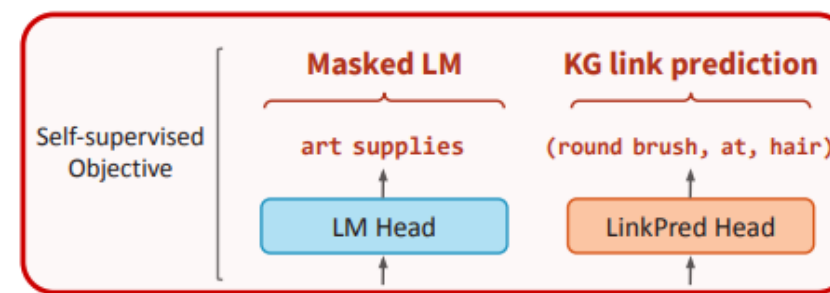 Masked LM
KG link prediction
Self-supervised
Objective
art supplies
(round brush, at, hair)
LM Head
LinkPred Head